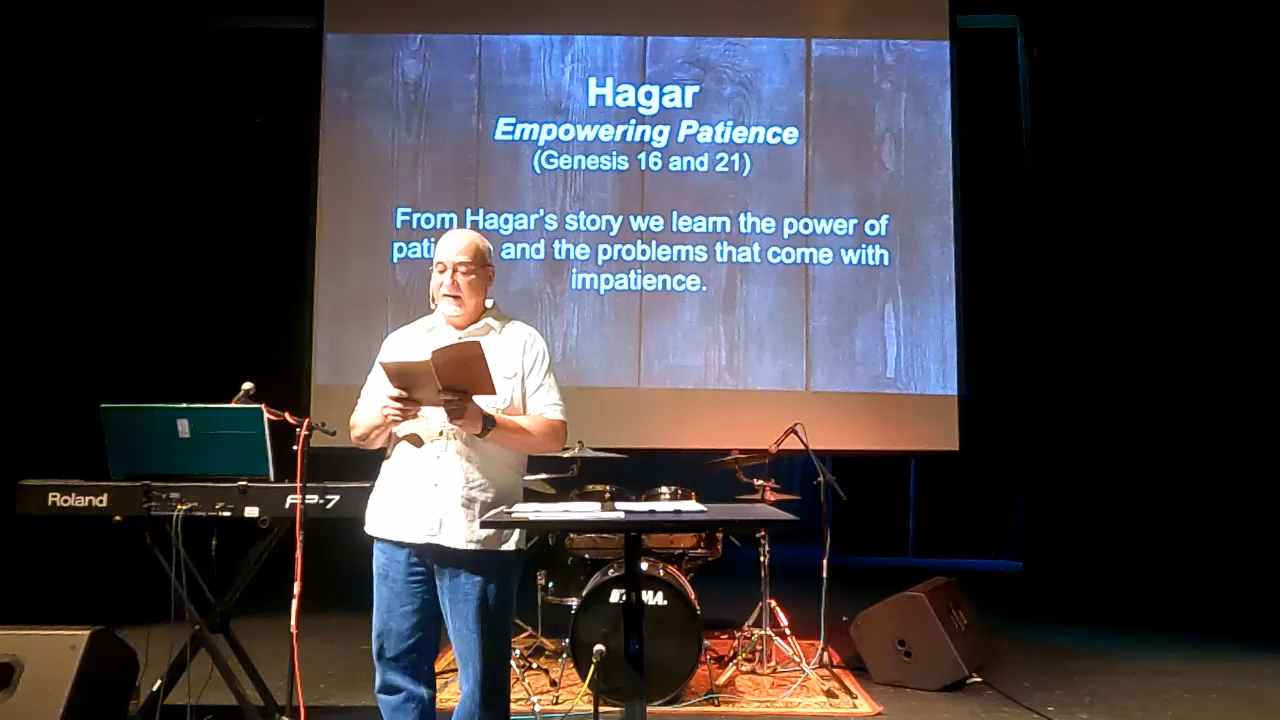 Hagar
Empowering Patience
(Genesis 16 and 21)
From Hagar's story we learn the power of
and the problems that come with
impatience.
Roland
FP-7
TAMA